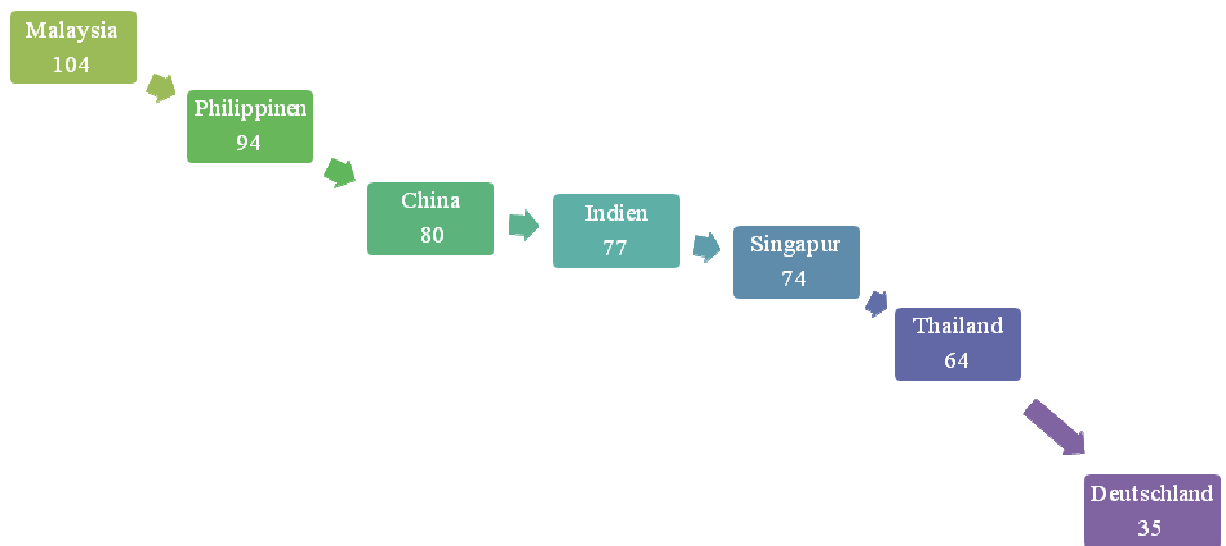 Malaysia
104
Philippinen
94
China
80
Indien
77
Singapur
74
Thailand
64
Deutschland
35